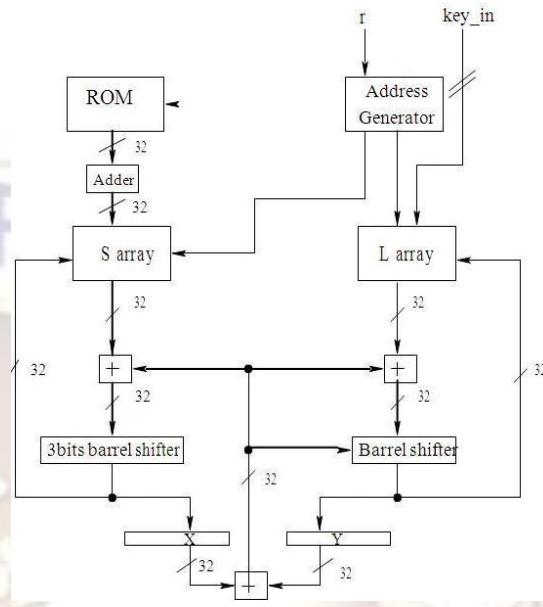 r
key_in
ROM
Address
Generator
32
Adder
32
S array
L array
32
32
32
+
+
32
32
32
3bits barrel shifter
Barrel shifter
32
X
Y
32
32
+